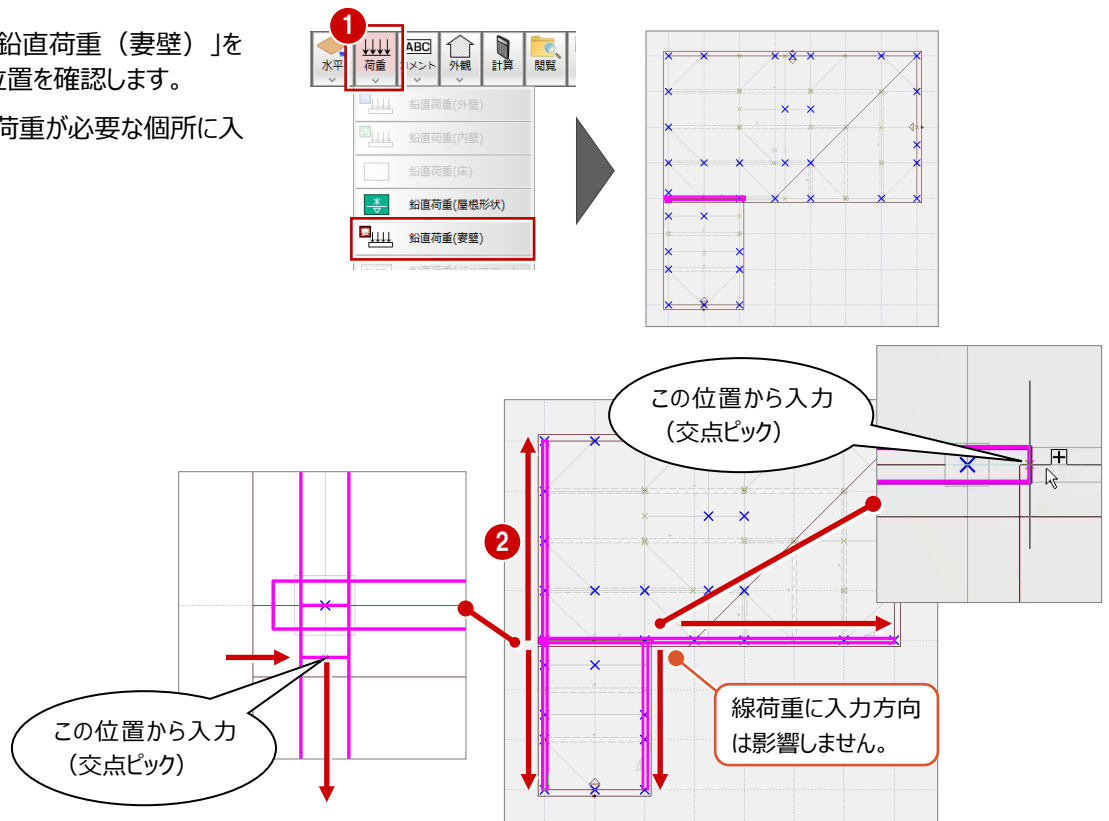 鉛直荷重（妻壁）」を
位置を確認します。
荷重が必要な個所に入
1
水平
荷重
コメント
外観
計算
閲覧
ABC
鉛直荷重(外壁)
鉛直荷重(内壁)
鉛直荷重(床)
鉛直荷重(屋根形状)
鉛直荷重(妻壁)
この位置から入力
（交点ピック）
2
この位置から入力
（交点ピック）
線荷重に入力方向
は影響しません。